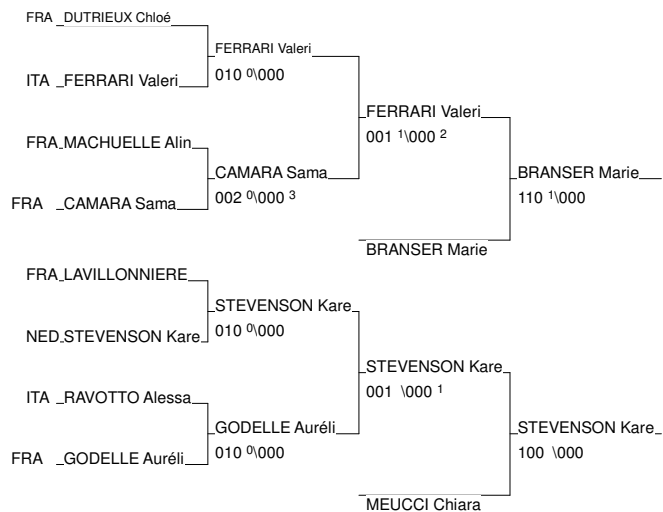 FRA DUTRIEUX Chloé
FERRARI Valeri
010 0\000
ITA FERRARI Valeri
FERRARI Valeri
001 1\000 2
FRA MACHUELLE Alin
CAMARA Sama
002 0\000 3
BRANSER Marie
110 1\000
FRA CAMARA Sama
BRANSER Marie
FRA LAVILLONNIERE
STEVENSON Kare
010 0\000
NED STEVENSON Kare
STEVENSON Kare
001 \000 1
ITA RAVOTTO Alessa
GODELLE Auréli
010 0\000
STEVENSON Kare
100 \000
FRA GODELLE Auréli
MEUCCI Chiara